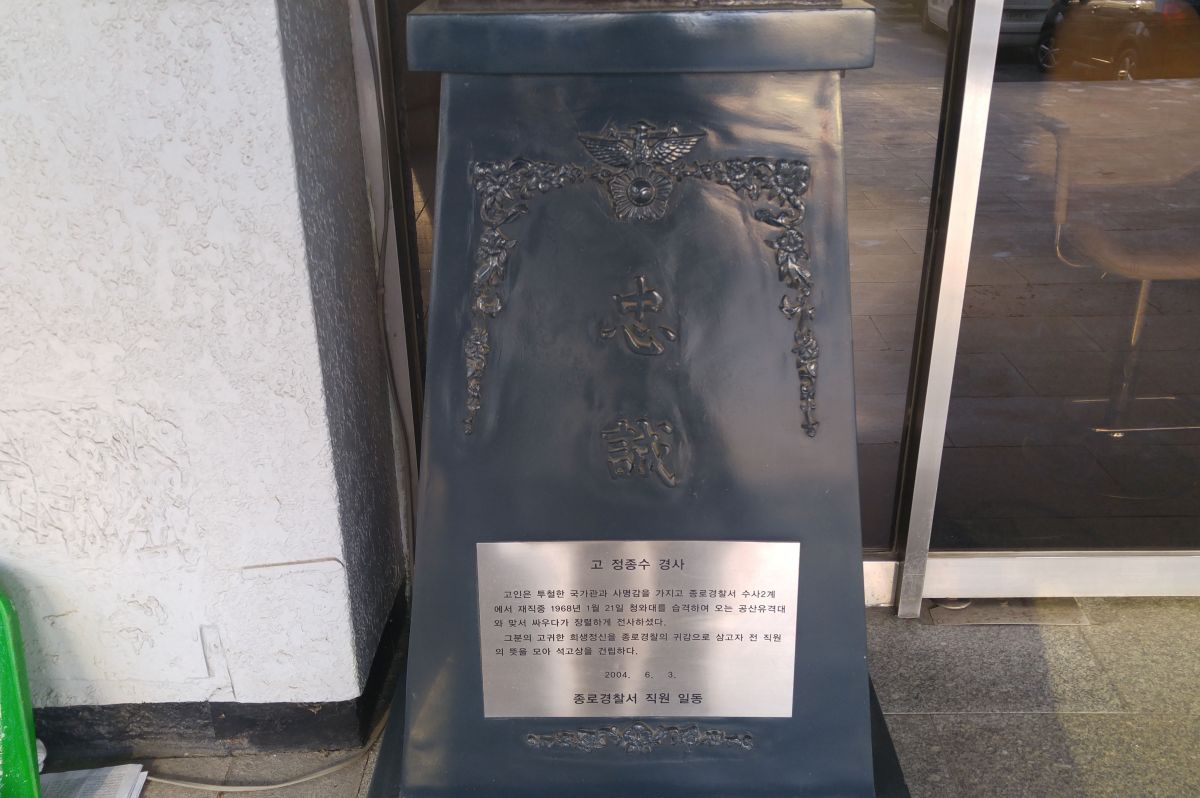 忠
誠
고 정종수 경사
고인은 투철한 국가관과 사명감을 가지고 종로경찰서 수사2계
에서 재직중 1968년 1월 21일 청와대를 습격하여 오는 공산유격대
와 맞서 싸우다가 장렬하게 전사하셨다.
그분의 고귀한 희생정신을 종로경찰의 귀감으로 삼고자 전 직원
의 뜻을 모아 석고상을 건립하다.
2004. 6. 3.
종로경찰서 직원 일동